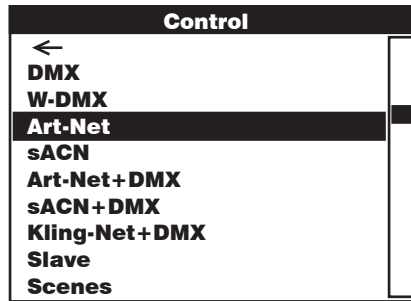 Control
←
DMX
W-DMX
Art-Net
sACN
Art-Net+DMX
sACN+DMX
Kling-Net+DMX
Slave
Scenes